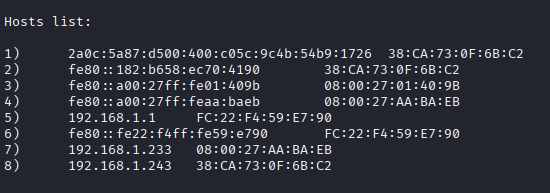 Hosts list:
1) 2a0c:5a87:d500:400:c05c:9c4b:54b9:1726 38:CA:73:0F:6B:C2
2) fe80::182:b658:ec70:4190 38:CA:73:0F:6B:C2
3) fe80::a00:27ff:fe01:409b 08:00:27:01:40:9B
4) fe80::a00:27ff:feaa:baeb 08:00:27:AA:BA:EB
5) 192.168.1.1 FC:22:F4:59:E7:90
6) fe80::fe22:f4ff:fe59:e790 FC:22:F4:59:E7:90
7) 192.168.1.233 08:00:27:AA:BA:EB
8) 192.168.1.243 38:CA:73:0F:6B:C2